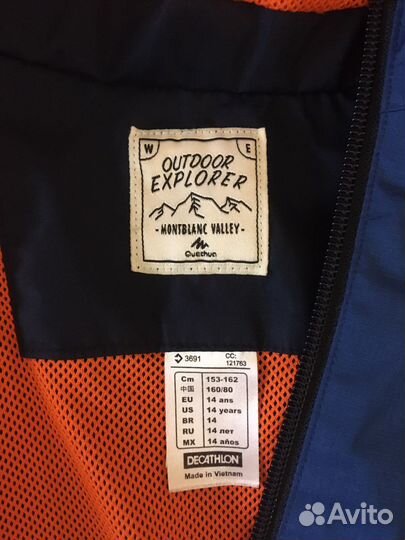 W
E
OUTDOOR
EXPLORER
- MONTBLANC VALLEY -
Quechua
3691
CC:
121763
Cm 153-162
中国 160/80
EU 14 ans
US 14 years
BR 14
RU 14 лет
MX 14 años
DECATHLON
Made in Vietnam
Avito